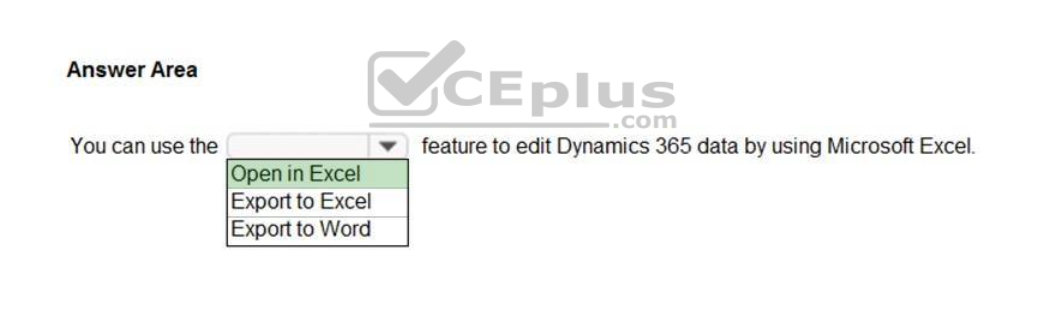 Answer Area
VCEplus
.com
You can use the feature to edit Dynamics 365 data by using Microsoft Excel.
Open in Excel
Export to Excel
Export to Word